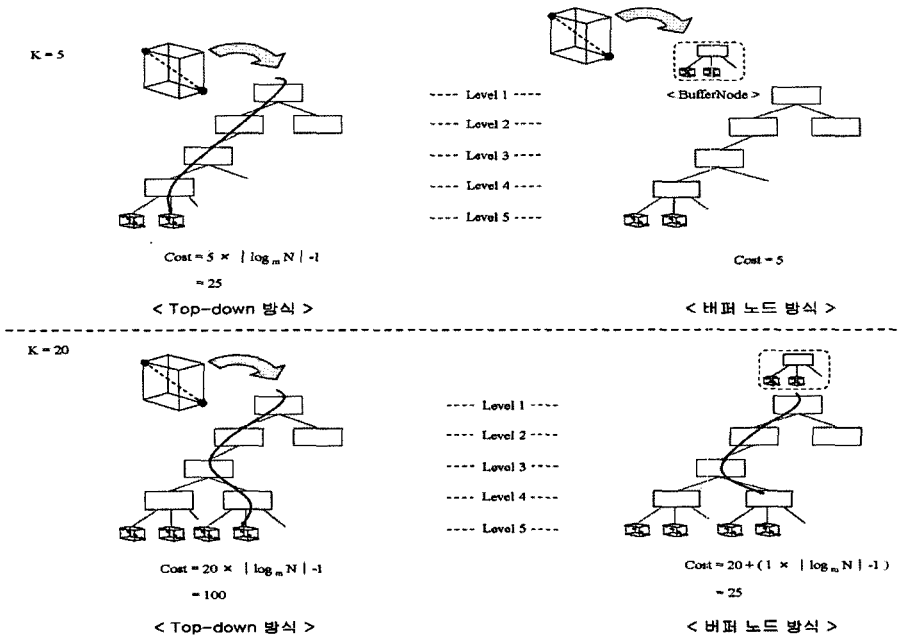 K = 5
< BufferNode >
---- Level 1 ----
---- Level 2 ----
---- Level 3 ----
---- Level 4 ----
---- Level 5 ----
Cost = 5 × | log m N | -1
= 25
< Top-down 방식 >
Cost = 5
< 버퍼 노드 방식 >
K = 20
---- Level 1 ----
---- Level 2 ----
---- Level 3 ----
---- Level 4 ----
---- Level 5 ----
Cost = 20 × | log m N | -1
= 100
< Top-down 방식 >
Cost = 20 + ( 1 × | log m N | -1 )
= 25
< 버퍼 노드 방식 >